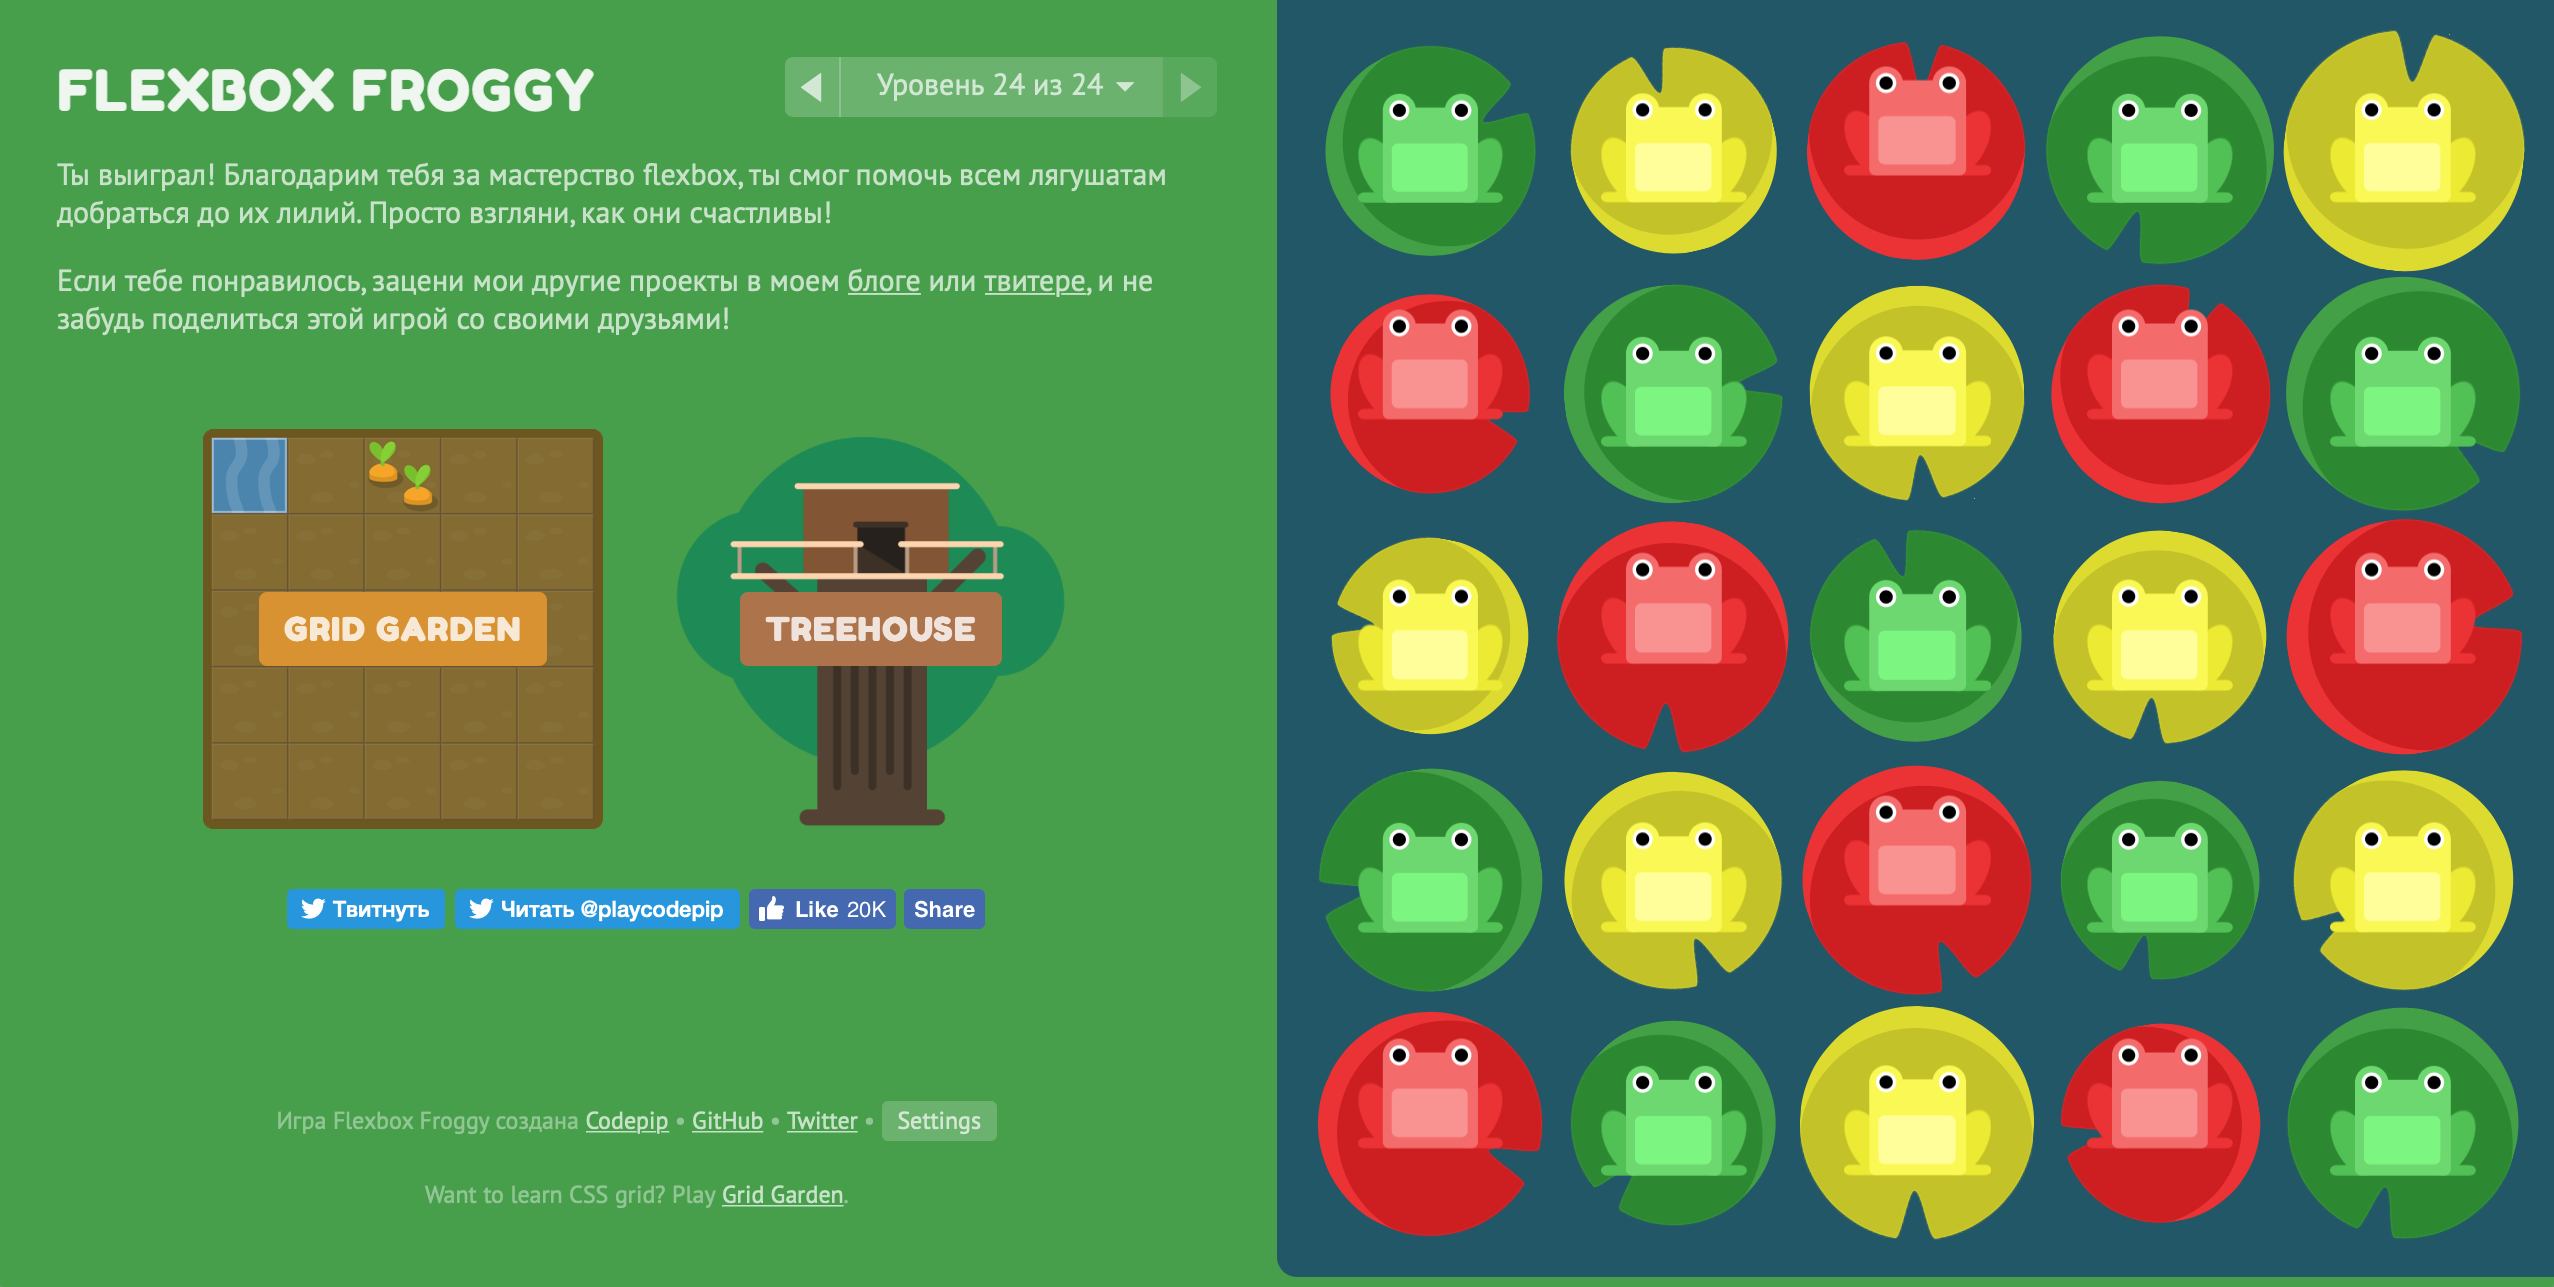 FLEXBOX FROGGY
Уровень 24 из 24
Ты выиграл! Благодарим тебя за мастерство flexbox, ты смог помочь всем лягушатам
добраться до их лилий. Просто взгляни, как они счастливы!
Если тебе понравилось, зацени мои другие проекты в моем блоге или твитере, и не
забудь поделиться этой игрой со своими друзьями!
GRID GARDEN
TREEHOUSE
Твитнуть
Читать @playcodepip
Like 20K
Share
Игра Flexbox Froggy создана Codepip • GitHub • Twitter • Settings
Want to learn CSS grid? Play Grid Garden.